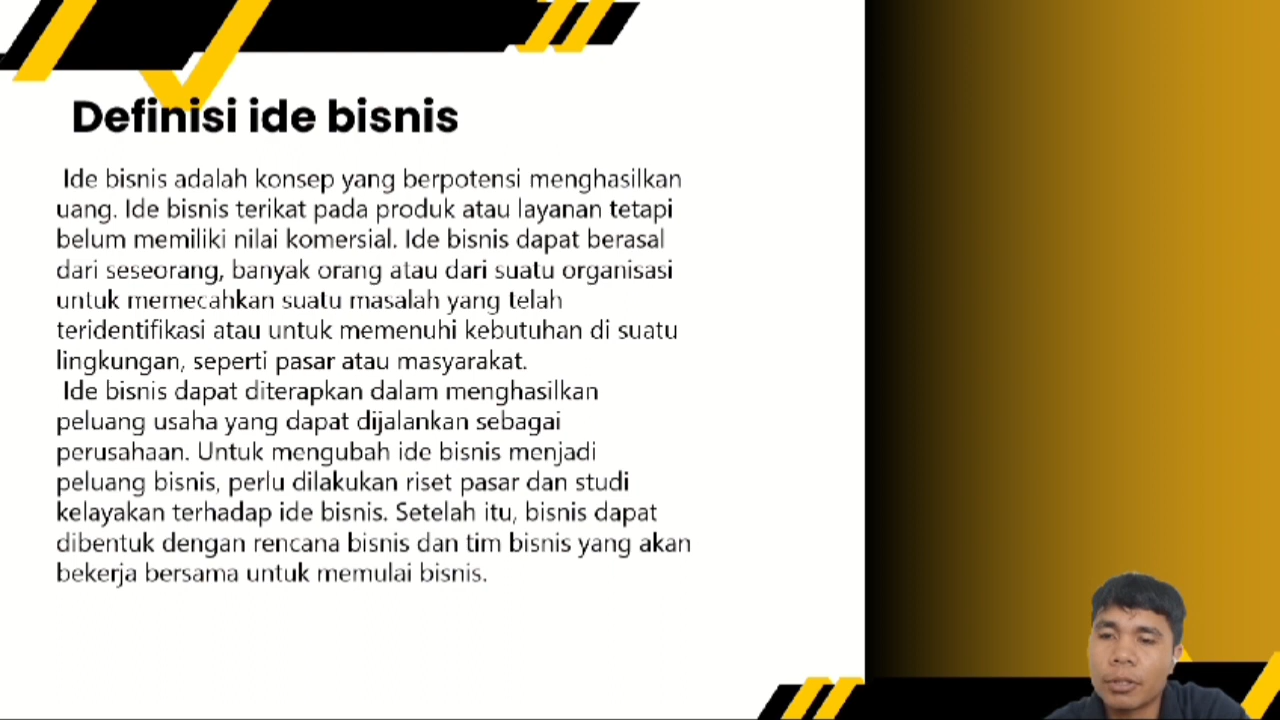 Definisi ide bisnis
Ide bisnis adalah konsep yang berpotensi menghasilkan
uang. Ide bisnis terikat pada produk atau layanan tetapi
belum memiliki nilai komersial. Ide bisnis dapat berasal
dari seseorang, banyak orang atau dari suatu organisasi
untuk memecahkan suatu masalah yang telah
teridentifikasi atau untuk memenuhi kebutuhan di suatu
lingkungan, seperti pasar atau masyarakat.
Ide bisnis dapat diterapkan dalam menghasilkan
peluang usaha yang dapat dijalankan sebagai
perusahaan. Untuk mengubah ide bisnis menjadi
peluang bisnis, perlu dilakukan riset pasar dan studi
kelayakan terhadap ide bisnis. Setelah itu, bisnis dapat
dibentuk dengan rencana bisnis dan tim bisnis yang akan
bekerja bersama untuk memulai bisnis.